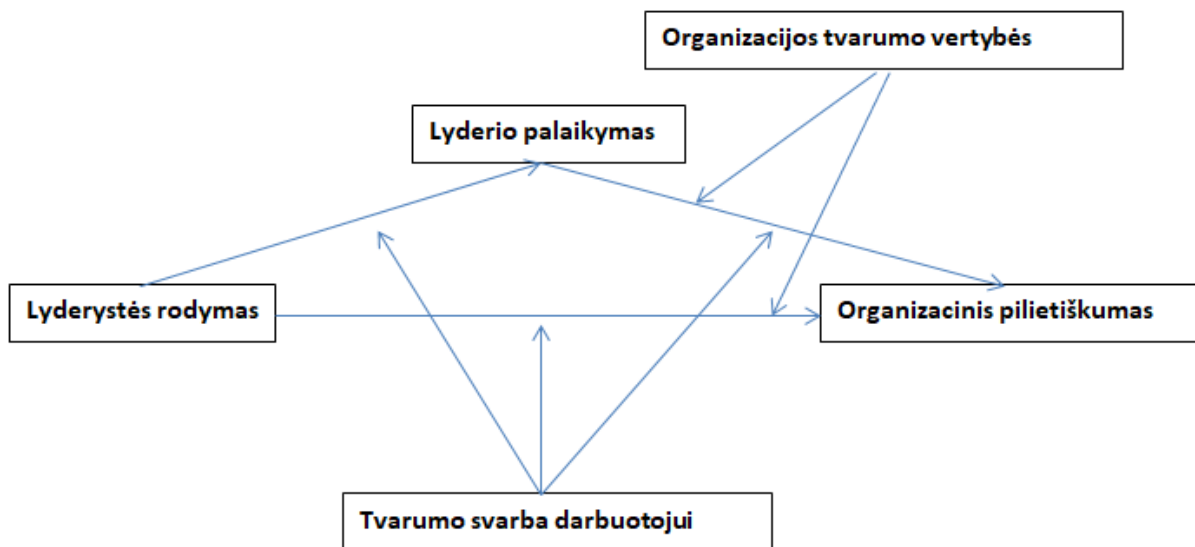 Organizacijos tvarumo vertybės
Lyderio palaikymas
Lyderystės rodymas
Organizacinis pilietiškumas
Tvarumo svarba darbuotojui